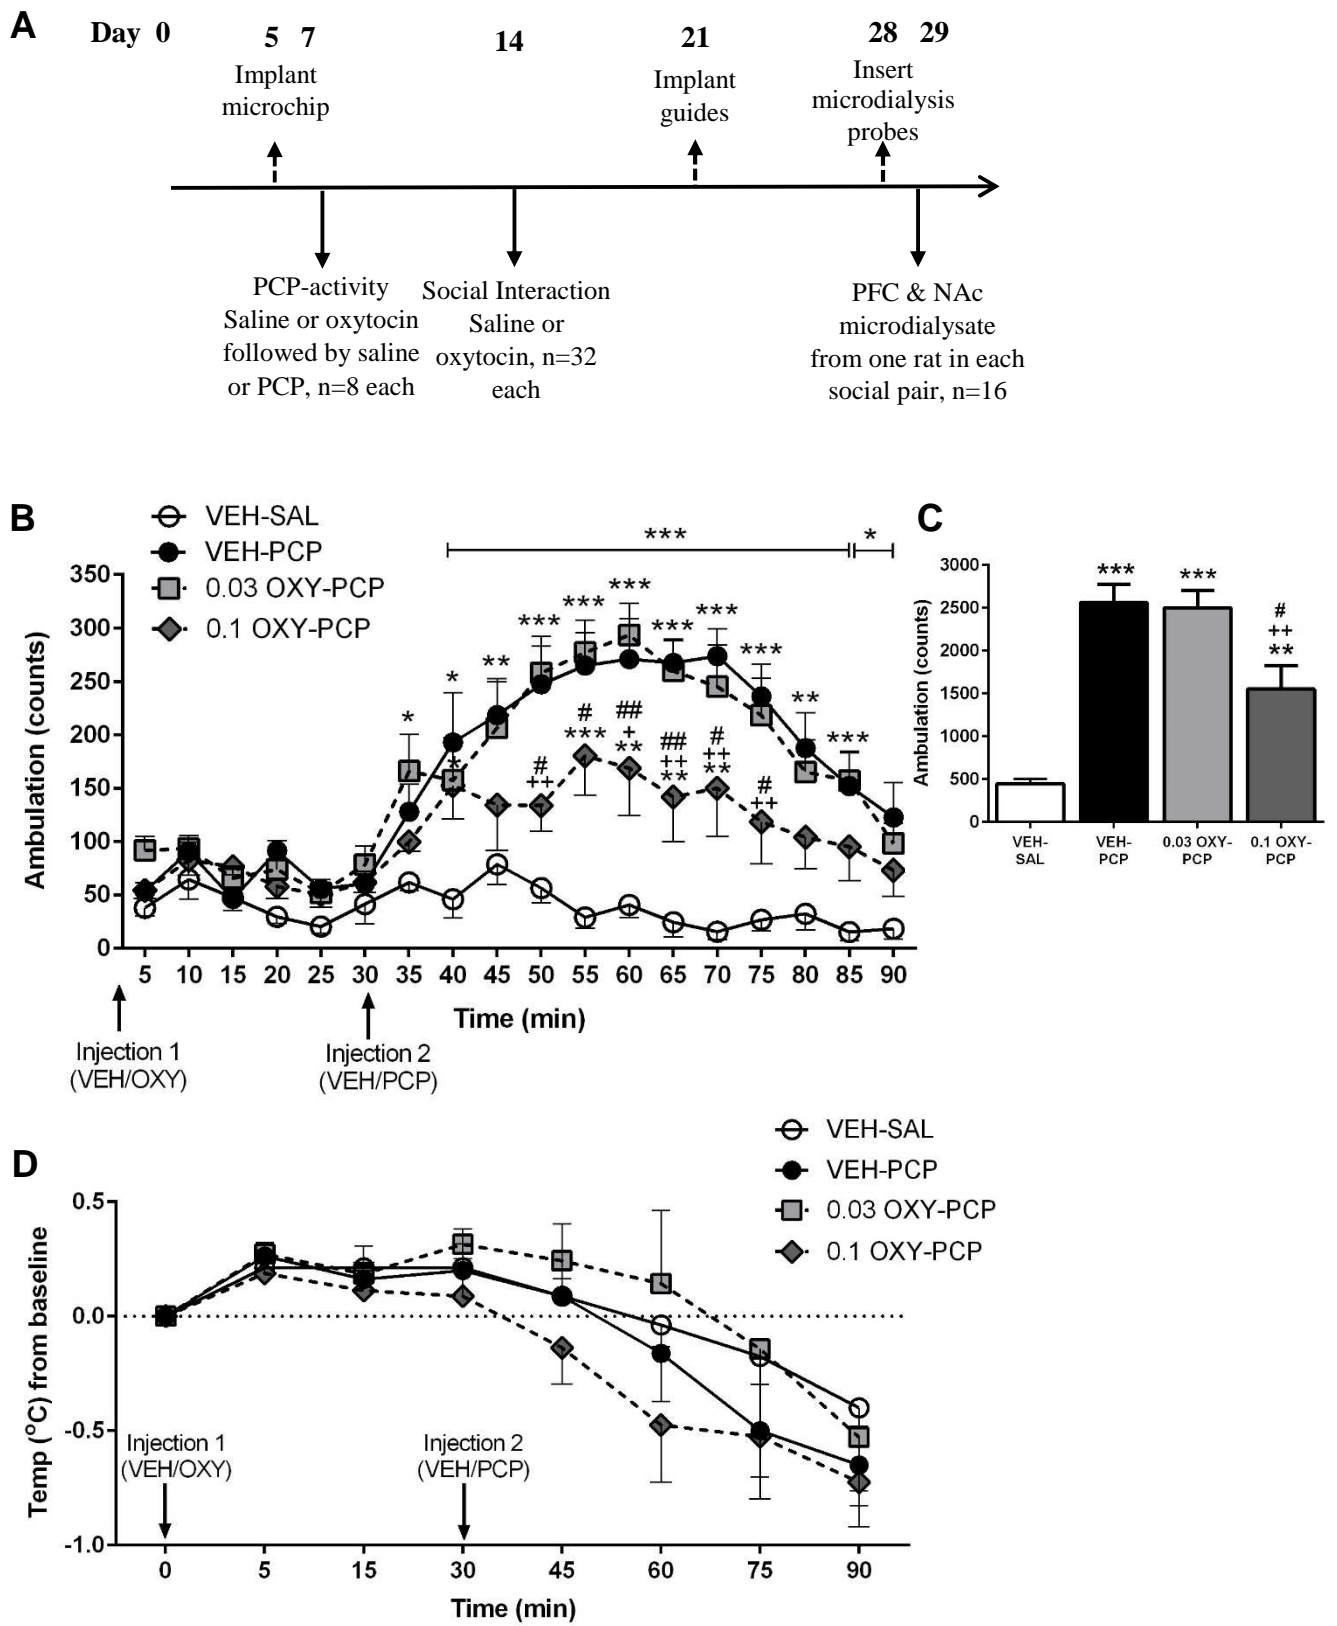 A
Day 0 5 7 14 21 28 29
Implant
microchip
Implant
guides
Insert
microdialysis
probes
PCP-activity
Saline or oxytocin
followed by saline
or PCP, n=8 each
Social Interaction
Saline or
oxytocin, n=32
each
PFC & NAc
microdialysate
from one rat in each
social pair, n=16
B
VEH-SAL
VEH-PCP
0.03 OXY-PCP
0.1 OXY-PCP
*** *
Ambulation (counts)
350
300
250
200
150
100
50
0
* * ** *** *** *** *** *** *** ** ***
*
#
++
#
***
##
+
**
##
++
**
#
++
**
#
++
5 10 15 20 25 30 35 40 45 50 55 60 65 70 75 80 85 90
Time (min)
Injection 1
(VEH/OXY)
Injection 2
(VEH/PCP)
C
Ambulation (counts)
3000
2500
2000
1500
1000
500
0
***
***
#
++
**
VEH-
SAL
VEH-
PCP
0.03 OXY-
PCP
0.1 OXY-
PCP
D
VEH-SAL
VEH-PCP
0.03 OXY-PCP
0.1 OXY-PCP
Temp (°C) from baseline
0.5
0.0
-0.5
-1.0
Injection 1
(VEH/OXY)
Injection 2
(VEH/PCP)
0 5 15 30 45 60 75 90
Time (min)